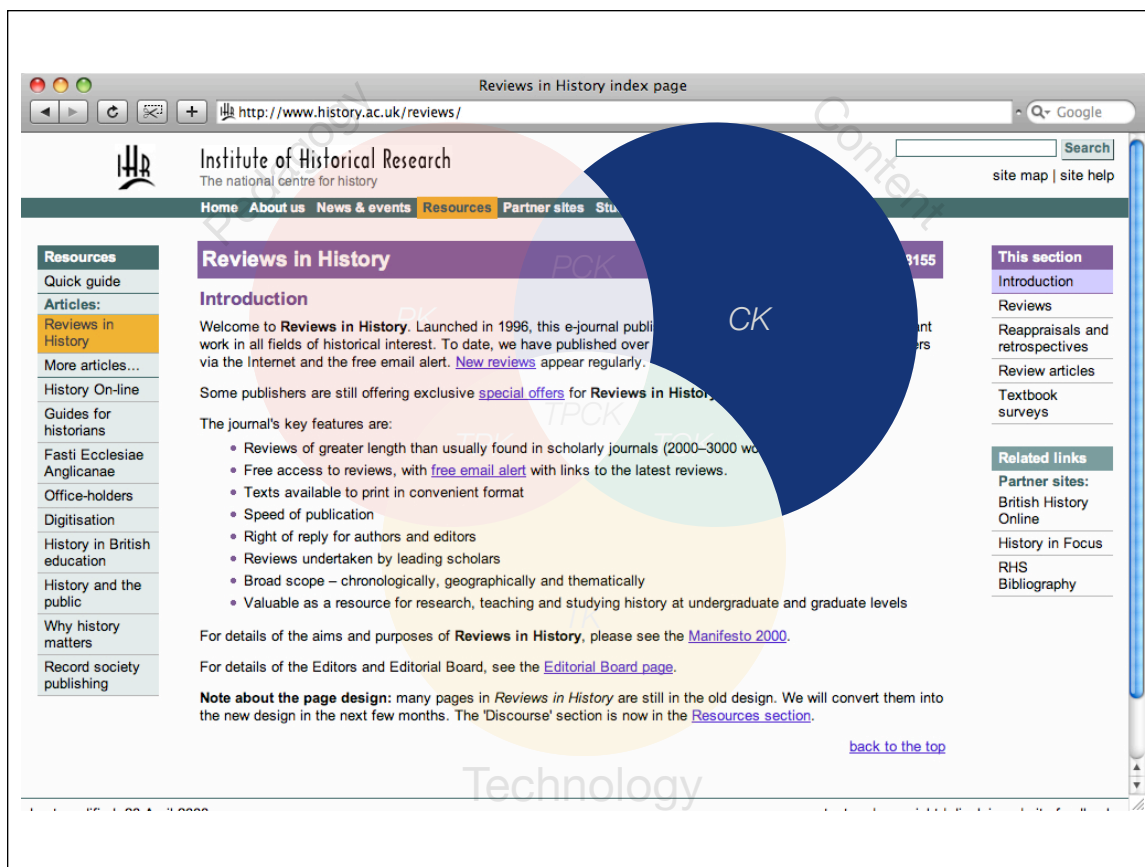 Reviews in History index page
http://www.history.ac.uk/reviews/
Google
IHR
Institute of Historical Research
The national centre for history
Search
site map | site help
Home About us News & events Resources Partner sites
Pedagogy
Content
Resources
Quick guide
Articles:
Reviews in
History
More articles...
History On-line
Guides for
historians
Fasti Ecclesiae
Anglicanae
Office-holders
Digitisation
History in British
education
History and the
public
Why history
matters
Record society
publishing
Reviews in History
3155
Introduction
Welcome to Reviews in History. Launched in 1996, this e-journal
work in all fields of historical interest. To date, we have published over
via the Internet and the free email alert. New reviews appear regularly.
Some publishers are still offering exclusive special offers for Reviews in History
The journal's key features are:
• Reviews of greater length than usually found in scholarly journals (2000–3000
• Free access to reviews, with free email alert with links to the latest reviews.
• Texts available to print in convenient format
• Speed of publication
• Right of reply for authors and editors
• Reviews undertaken by leading scholars
• Broad scope – chronologically, geographically and thematically
• Valuable as a resource for research, teaching and studying history at undergraduate and graduate levels
For details of the aims and purposes of Reviews in History, please see the Manifesto 2000.
For details of the Editors and Editorial Board, see the Editorial Board page.
Note about the page design: many pages in Reviews in History are still in the old design. We will convert them into
the new design in the next few months. The 'Discourse' section is now in the Resources section.
back to the top
PCK
PK
CK
TPCK
TPK
TCK
TK
Technology
This section
Introduction
Reviews
Reappraisals and
retrospectives
Review articles
Textbook
surveys
Related links
Partner sites:
British History
Online
History in Focus
RHS
Bibliography